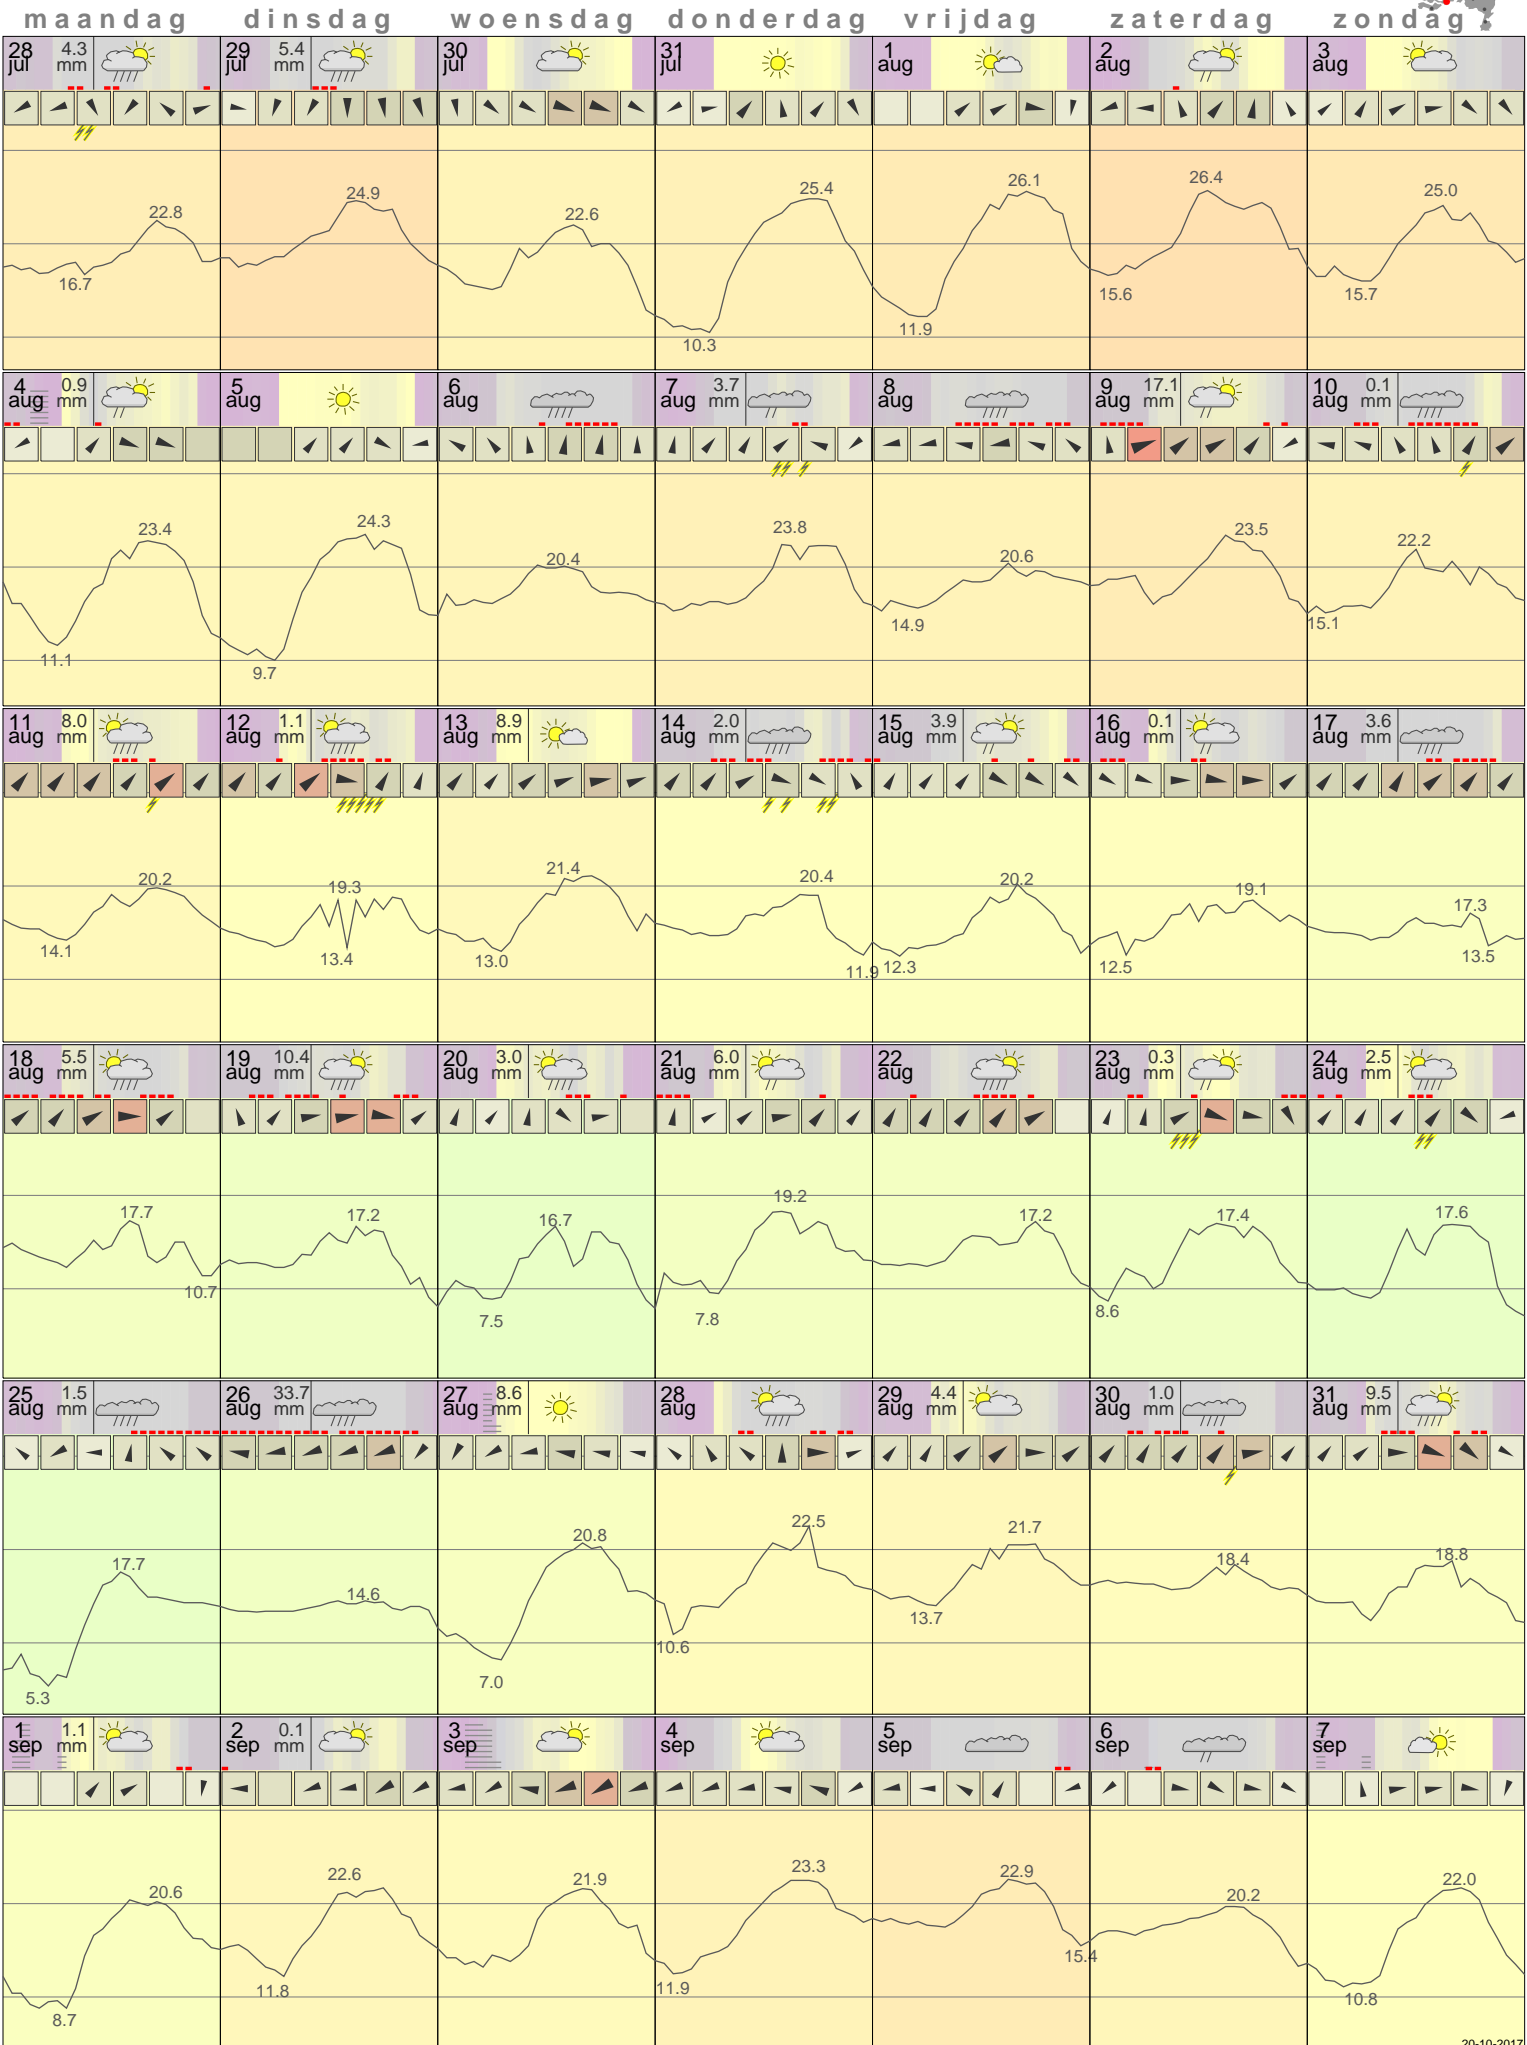 maandag dinsdag woensdag donderdag vrijdag zaterdag zondag
28 jul 4.3 mm 29 jul 5.4 mm 30 jul 31 jul 1 aug 2 aug 3 aug
22.8 24.9 22.6 25.4 26.1 26.4 25.0
16.7 10.3 11.9 15.6 15.7
4 aug 0.9 mm 5 aug 6 aug 7 aug 3.7 mm 8 aug 9 aug 17.1 mm 10 aug 0.1 mm
23.4 24.3 20.4 23.8 20.6 23.5 22.2
11.1 9.7 14.9 15.1
11 aug 8.0 mm 12 aug 1.1 mm 13 aug 8.9 mm 14 aug 2.0 mm 15 aug 3.9 mm 16 aug 0.1 mm 17 aug 3.6 mm
20.2 19.3 21.4 20.4 20.2 19.1 17.3
14.1 13.4 13.0 11.9 12.3 12.5 13.5
18 aug 5.5 mm 19 aug 10.4 mm 20 aug 3.0 mm 21 aug 6.0 mm 22 aug 23 aug 0.3 mm 24 aug 2.5 mm
17.7 17.2 16.7 19.2 17.2 17.4 17.6
10.7 7.5 7.8 8.6
25 aug 1.5 mm 26 aug 33.7 mm 27 aug 8.6 mm 28 aug 29 aug 4.4 mm 30 aug 1.0 mm 31 aug 9.5 mm
17.7 14.6 20.8 22.5 21.7 18.4 18.8
5.3 7.0 10.6 13.7
1 sep 1.1 mm 2 sep 0.1 mm 3 sep 4 sep 5 sep 6 sep 7 sep
20.6 22.6 21.9 23.3 22.9 20.2 22.0
8.7 11.8 11.9 15.4 10.8
20-10-2017